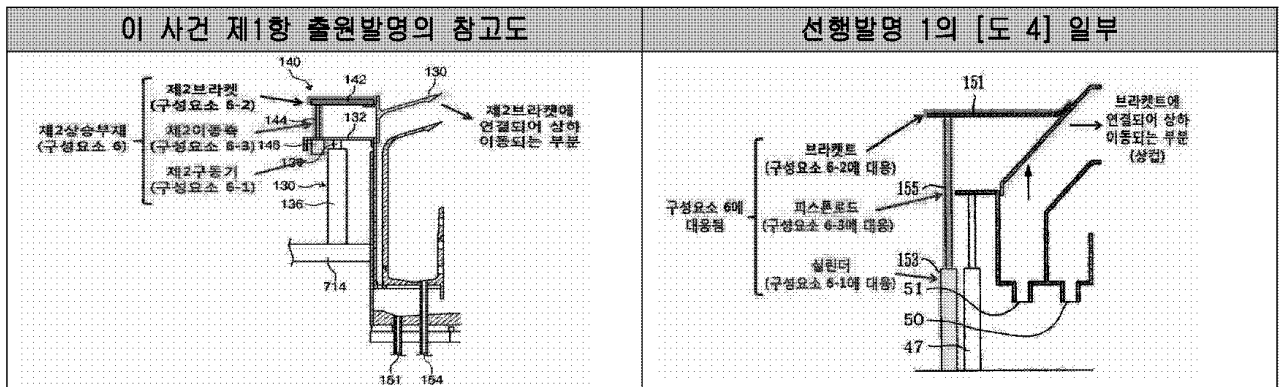 이 사건 제1항 출원발명의 참고도
선행발명 1의 [도 4] 일부
140
142
130
제2브라켓
(구성요소 6-2)
제2브라켓에
연결되어 상하
이동되는 부분
144
132
제2상승부재
(구성요소 6)
제2이동축
(구성요소 6-3)
146
139
제2구동기
(구성요소 6-1)
130
136
714
151
154
151
브라켓트에
연결되어 상하
이동되는 부분
(상컵)
브라켓트
(구성요소 6-2에 대응)
155
구성요소 6에
대응됨
피스톤로드
(구성요소 6-3에 대응)
153
실린더
(구성요소 6-1에 대응)
51
50
47